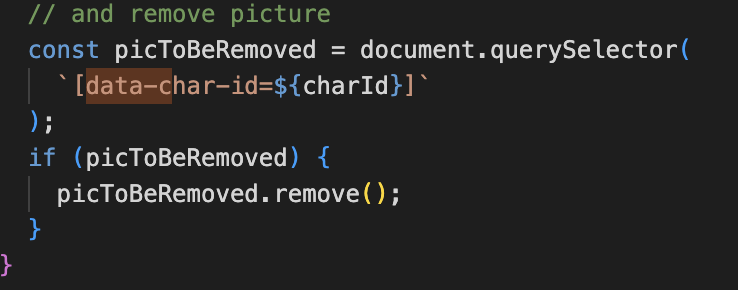 // and remove picture
const picToBeRemoved = document.querySelector(
`[data-char-id=${charId}]`
);
if (picToBeRemoved) {
picToBeRemoved.remove();
}
}